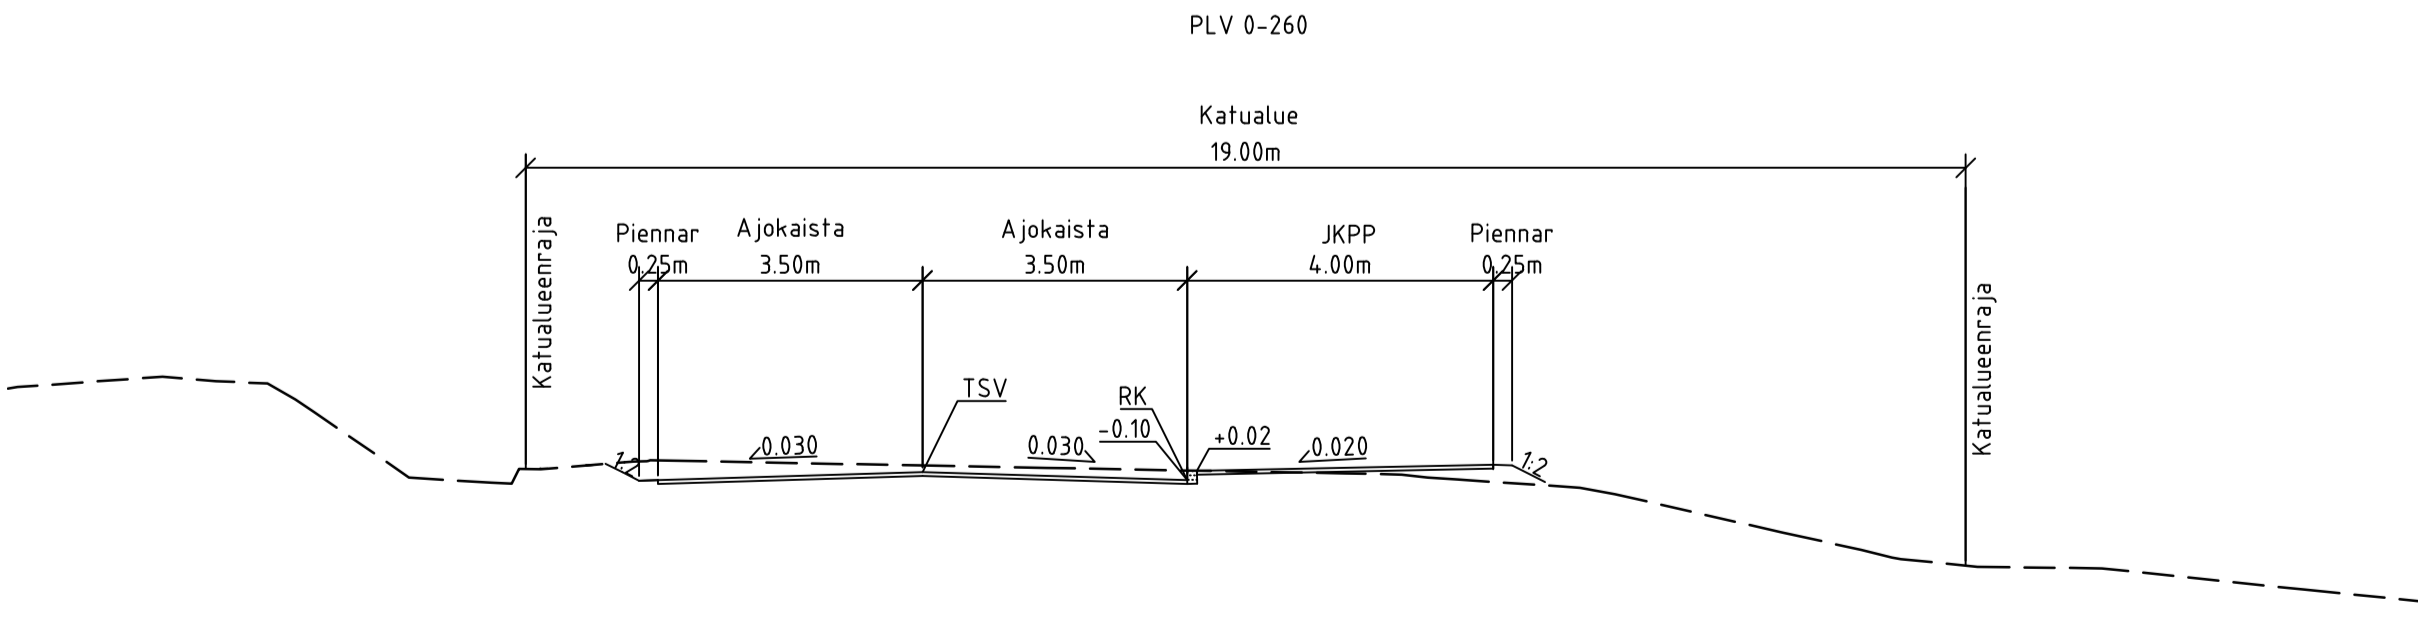 PLV 0-260
Katualue
19.00m
Piennar
0.25m
Ajokaista
3.50m
Ajokaista
3.50m
JKPP
4.00m
Piennar
0.25m
Katualueenraja
Katualueenraja
TSV
RK
-0.10
+0.02
0.030
0.030
0.020
1:2
1:2